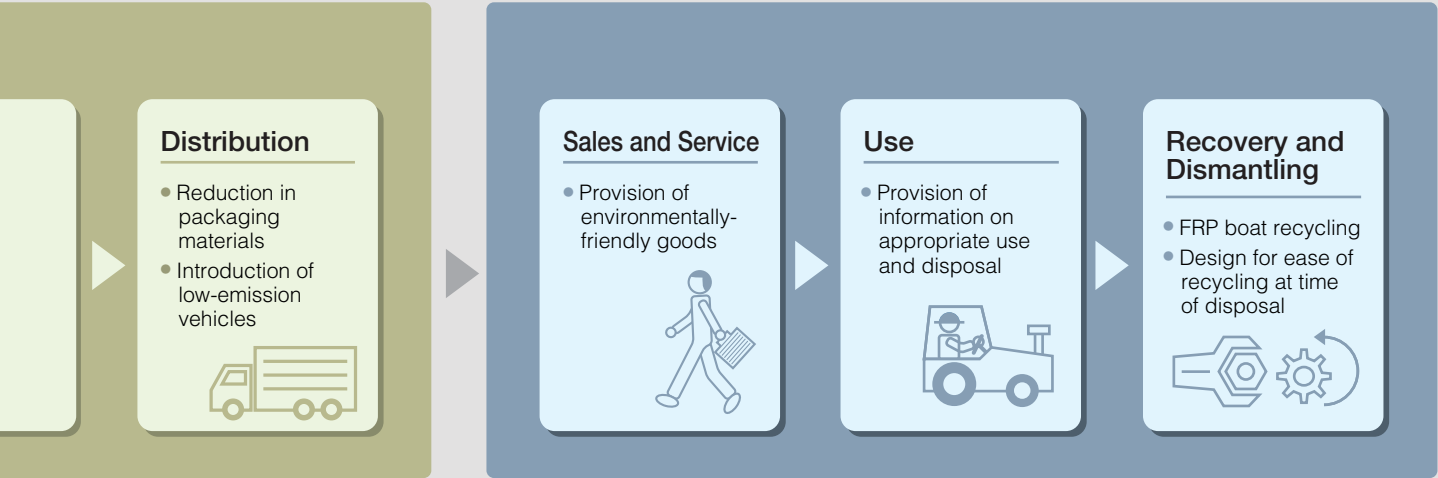 Distribution
• Reduction in
packaging
materials
• Introduction of
low-emission
vehicles
Sales and Service
• Provision of
environmentally-
friendly goods
Use
• Provision of
information on
appropriate use
and disposal
Recovery and
Dismantling
• FRP boat recycling
• Design for ease of
recycling at time
of disposal